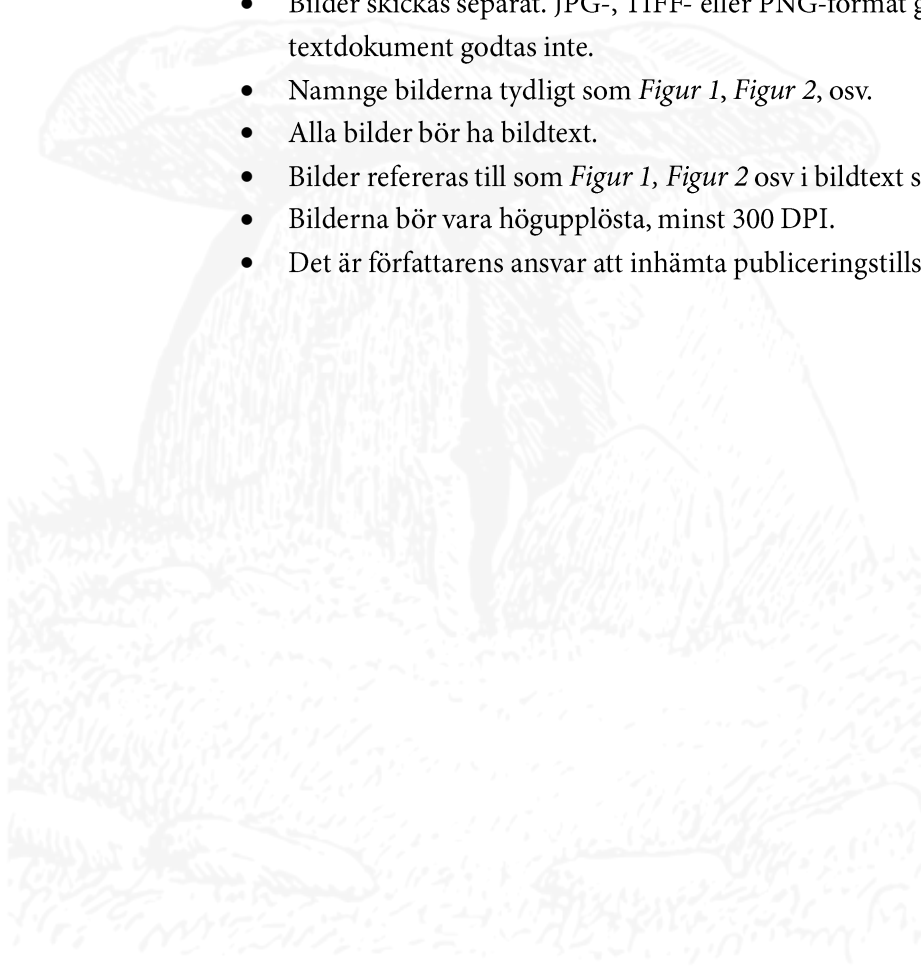 • Bilder skickas separat. JPG-, TIFF- eller PNG-format
textdokument godtas inte.
• Namnge bilderna tydligt som Figur 1, Figur 2, osv.
• Alla bilder bör ha bildtext.
• Bilder refereras till som Figur 1, Figur 2 osv i bildtext
• Bilderna bör vara högupplösta, minst 300 DPI.
• Det är författarens ansvar att inhämta